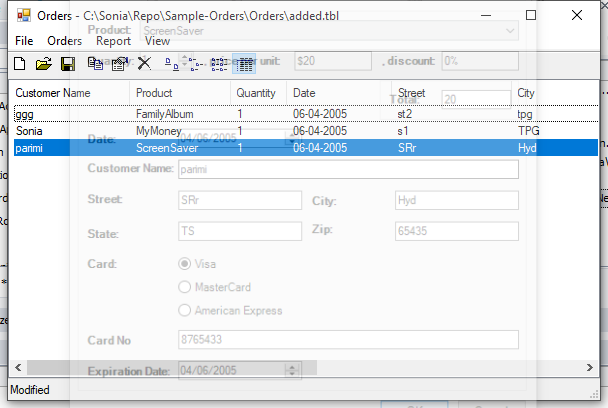 Orders - C:\Sonia\Repo\Sample-Orders\Orders\added.tbl
File Orders Report View
Product: ScreenSaver
unit: $20 discount: 0%
Customer Name Product Quantity Date Street City
Total: 20
ggg FamilyAlbum 1 06-04-2005 st2 tpg
Sonia MyMoney 1 06-04-2005 s1 TPG
Date: 04/06/2005
parimi ScreenSaver 1 06-04-2005 SRr Hyd
Customer Name: parimi
Street: SRr City: Hyd
State: TS Zip: 65435
Card: Visa
MasterCard
American Express
Card No 8765433
Expiration Date: 04/06/2005
Modified